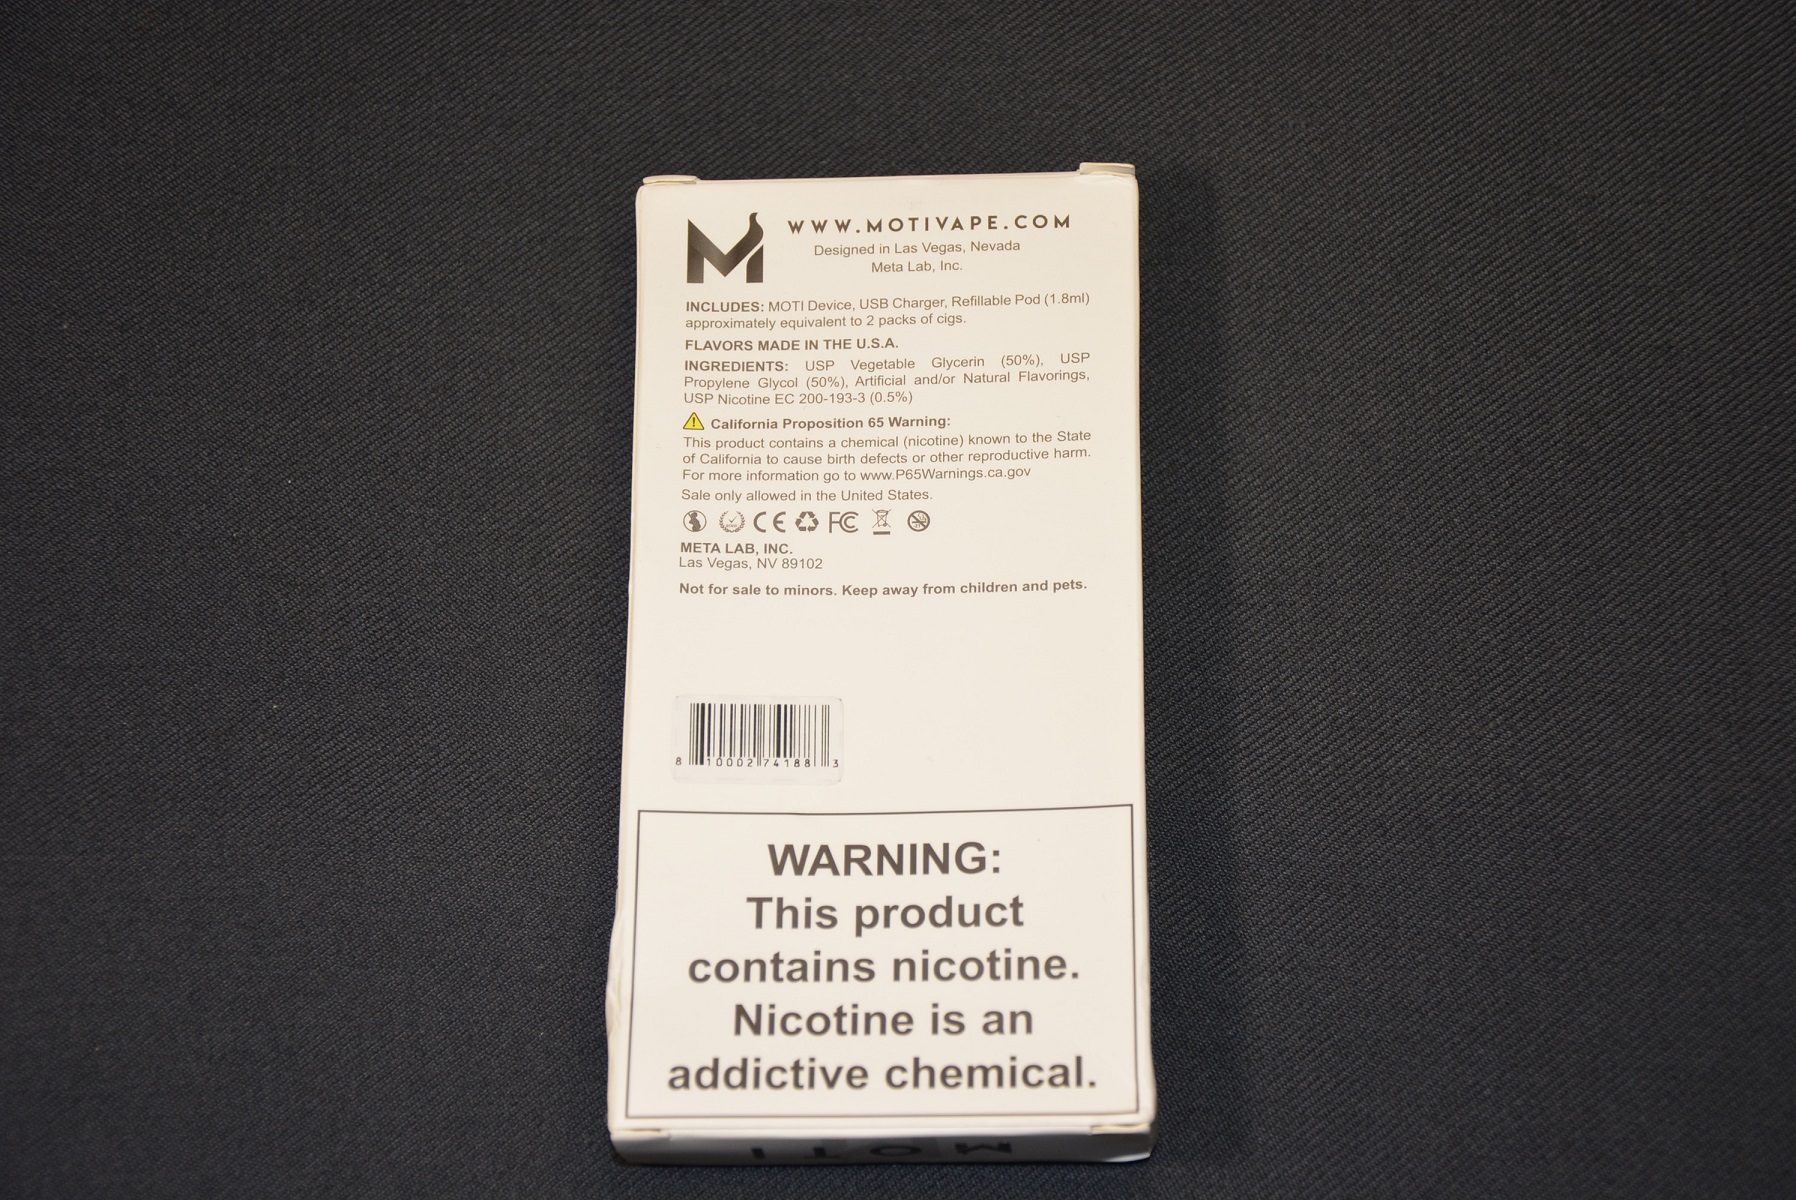 WWW.MOTIVAPE.COM
Designed in Las Vegas, Nevada
Meta Lab, Inc.
INCLUDES: MOTI Device, USB Charger, Refillable Pod (1.8ml)
approximately equivalent to 2 packs of cigs.
FLAVORS MADE IN THE U.S.A.
INGREDIENTS: USP Vegetable Glycerin (50%), USP
Propylene Glycol (50%), Artificial and/or Natural Flavorings,
USP Nicotine EC 200-193-3 (0.5%)
California Proposition 65 Warning:
This product contains a chemical (nicotine) known to the State
of California to cause birth defects or other reproductive harm.
For more information go to www.P65Warnings.ca.gov
Sale only allowed in the United States.
CE FC
META LAB, INC.
Las Vegas, NV 89102
Not for sale to minors. Keep away from children and pets.
8 10002 74188 3
WARNING:
This product
contains nicotine.
Nicotine is an
addictive chemical.
MOTI